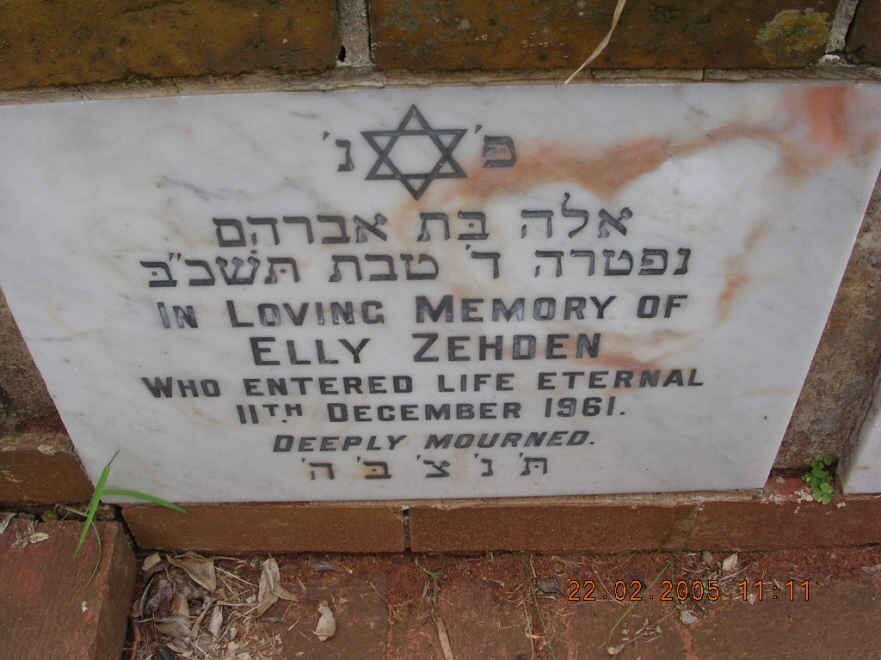 פ' נ'
אלה בת אברהם
נפטרה ד' טבת תשכ"ב
IN LOVING MEMORY OF
ELLY ZEHDEN
WHO ENTERED LIFE ETERNAL
11TH DECEMBER 1961.
DEEPLY MOURNED.
ת' נ' צ' ב' ה'
22.02.2005 11:11